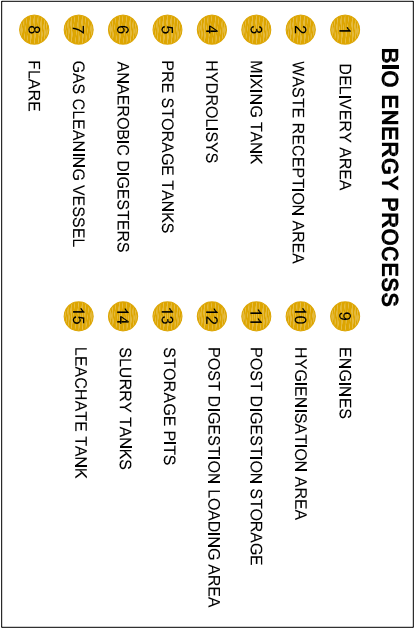 BIO ENERGY PROCESS
1 DELIVERY AREA
2 WASTE RECEPTION AREA
3 MIXING TANK
4 HYDROLISYS
5 PRE STORAGE TANKS
6 ANAEROBIC DIGESTERS
7 GAS CLEANING VESSEL
8 FLARE
9 ENGINES
10 HYGIENISATION AREA
11 POST DIGESTION STORAGE
12 POST DIGESTION LOADING AREA
13 STORAGE PITS
14 SLURRY TANKS
15 LEACHATE TANK